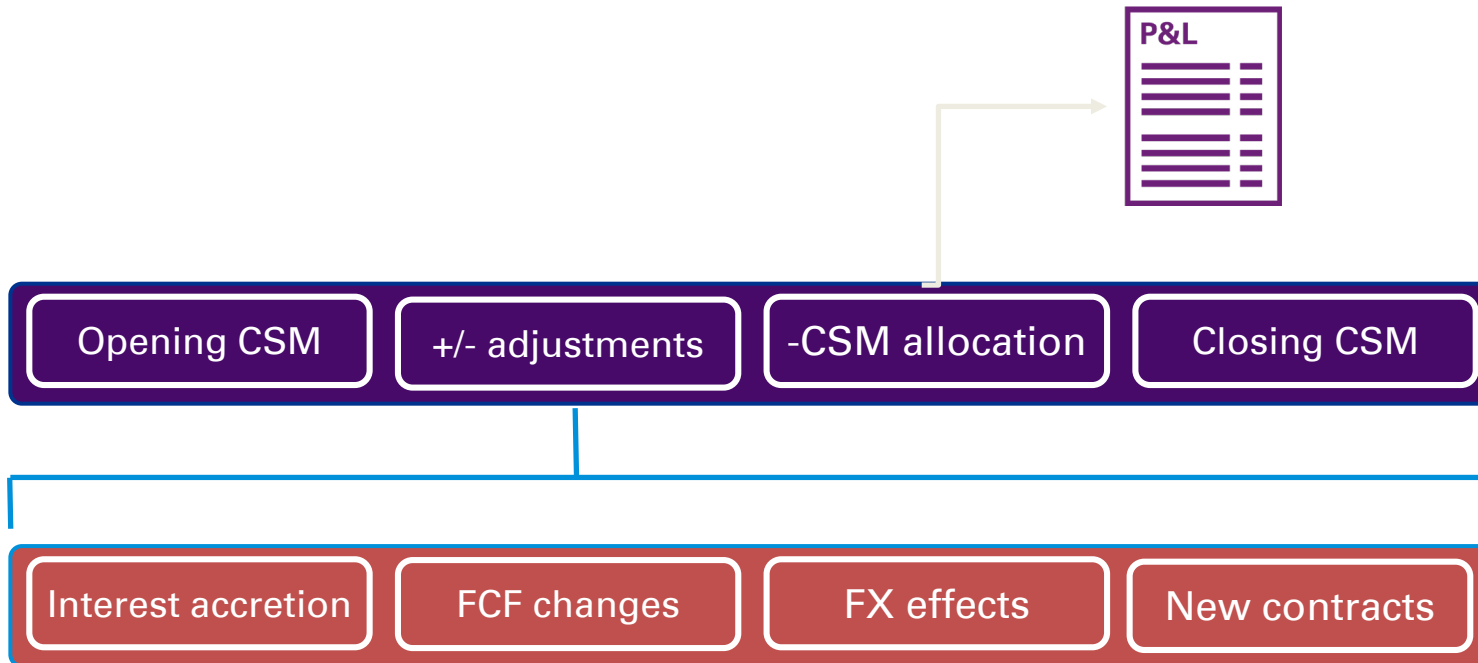 P&L
Opening CSM
+/- adjustments
-CSM allocation
Closing CSM
Interest accretion
FCF changes
FX effects
New contracts